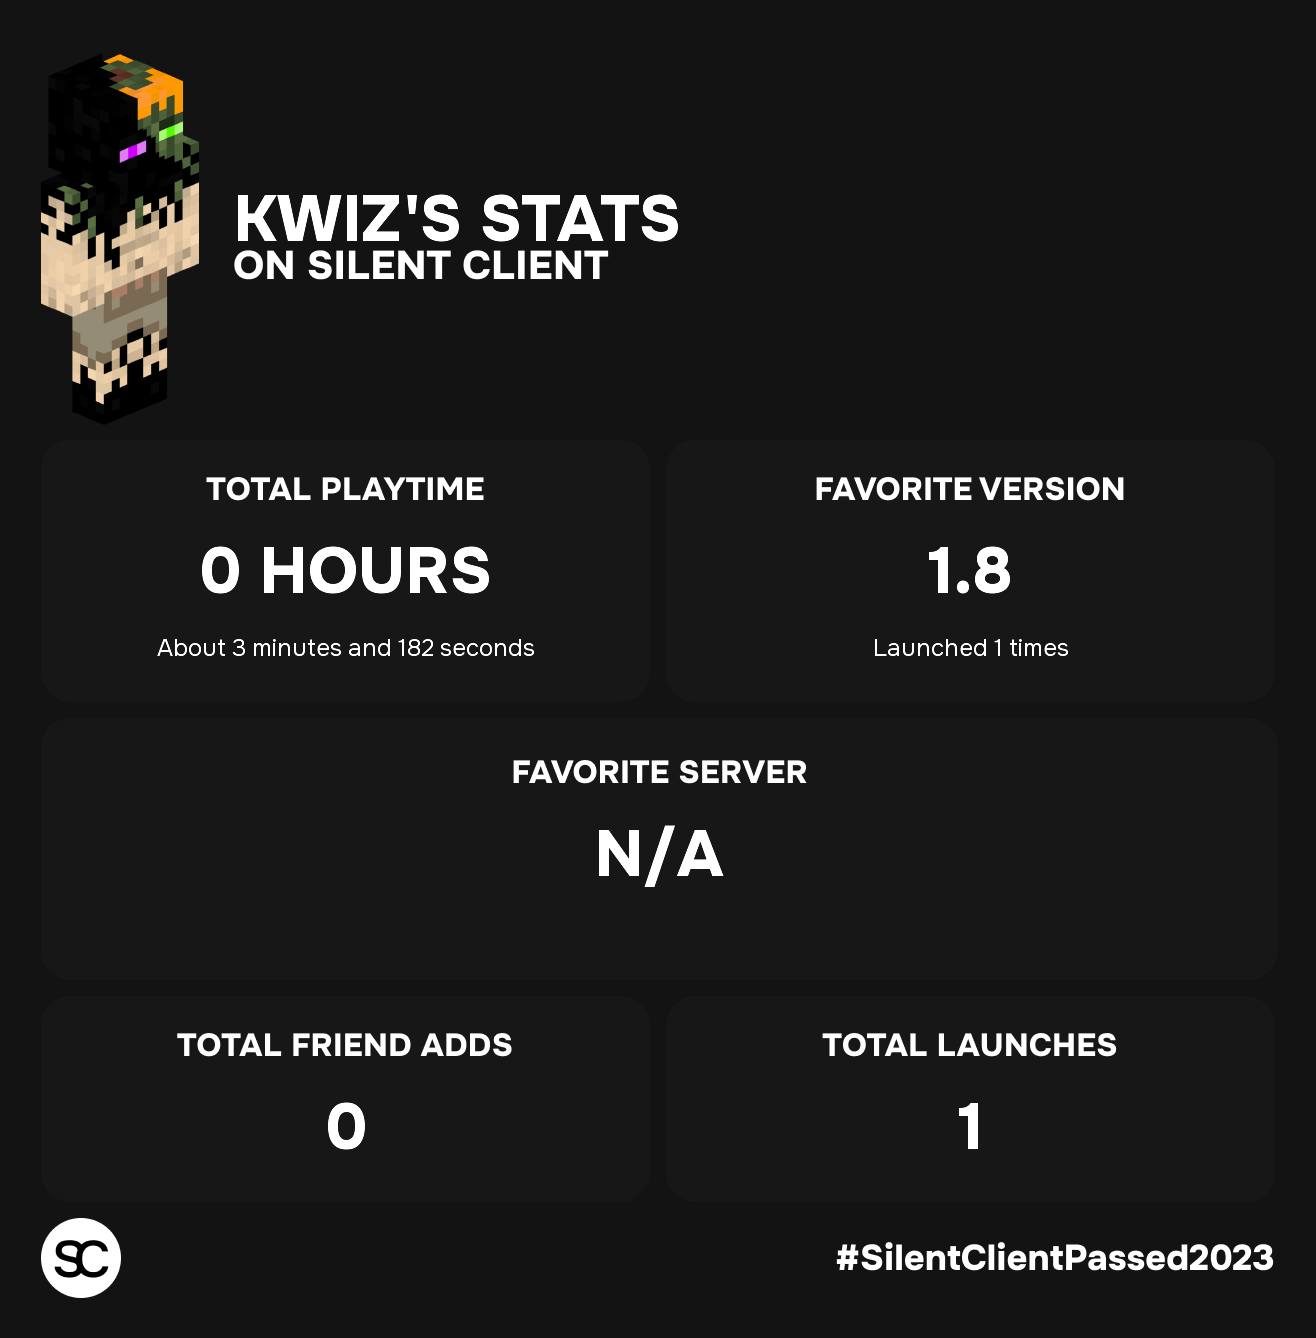 KWIZ'S STATS
ON SILENT CLIENT
TOTAL PLAYTIME
0 HOURS
About 3 minutes and 182 seconds
FAVORITE VERSION
1.8
Launched 1 times
FAVORITE SERVER
N/A
TOTAL FRIEND ADDS
0
TOTAL LAUNCHES
1
SC
#SilentClientPassed2023